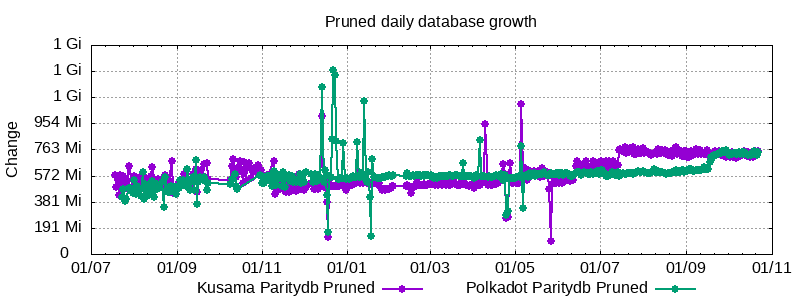 Pruned daily database growth
Change
1 Gi
1 Gi
1 Gi
954 Mi
763 Mi
572 Mi
381 Mi
191 Mi
0
01/07 01/09 01/11 01/01 01/03 01/05 01/07 01/09 01/11
Kusama Paritydb Pruned Polkadot Paritydb Pruned